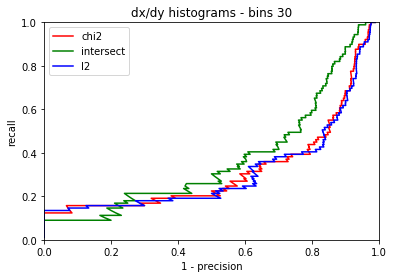 dx/dy histograms - bins 30
chi2
intersect
l2
recall
1.0
0.8
0.6
0.4
0.2
0.0
0.0 0.2 0.4 0.6 0.8 1.0
1 - precision